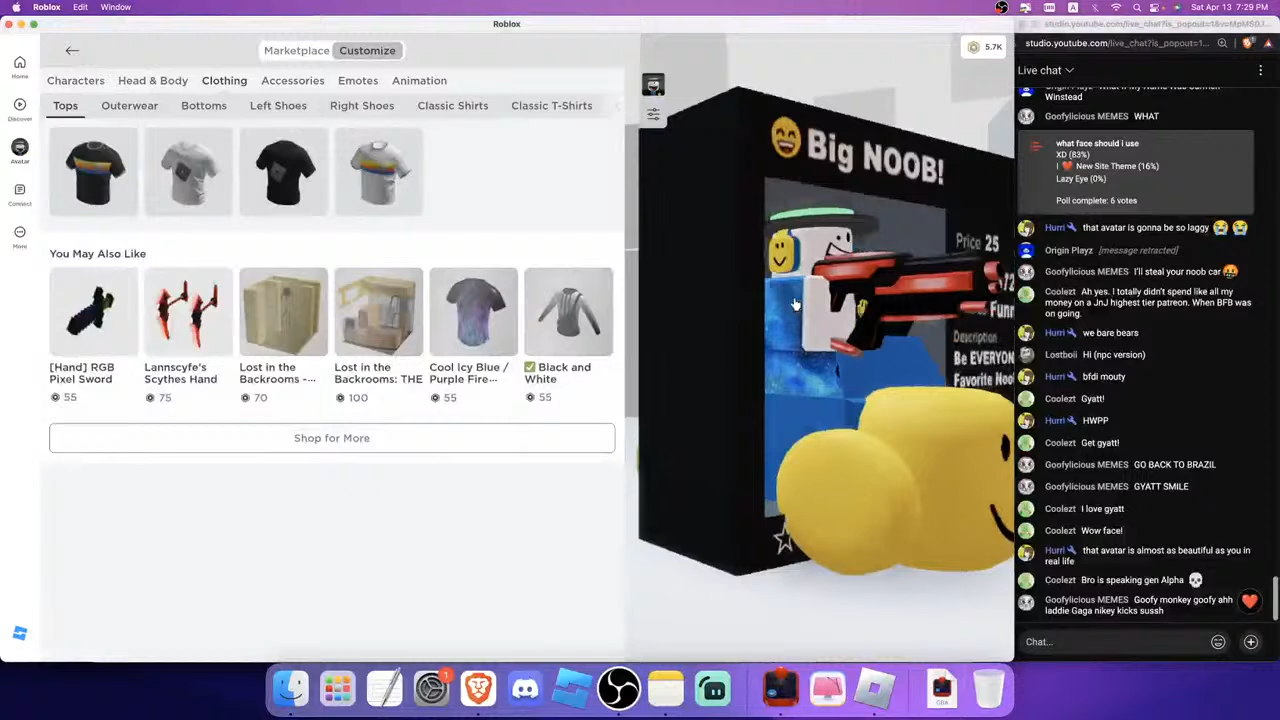 Roblox Edit Window
Sat Apr 13 7:29 PM
Roblox
studio.youtube.com/live_chat?is_popout=1...
Home
Discover
Avatar
Connect
More
Marketplace Customize
5.7K
Characters Head & Body Clothing Accessories Emotes Animation
Tops Outerwear Bottoms Left Shoes Right Shoes Classic Shirts Classic T-Shirts
You May Also Like
[Hand] RGB
Pixel Sword
55
Lannscyfe's
Scythes Hand
75
Lost in the
Backrooms -...
70
Lost in the
Backrooms: THE
100
Cool Icy Blue /
Purple Fire...
55
✅ Black and
White
55
Shop for More
😄 Big NOOB!
Price 25
Description
Be EVERYON
Favorite Noo
Live chat
Winstead
Goofylicious MEMES WHAT
what face should i use
XD (83%)
I ❤️ New Site Theme (16%)
Lazy Eye (0%)
Poll complete: 6 votes
Hurri that avatar is gonna be so laggy 😭 😭
Origin Playz [message retracted]
Goofylicious MEMES I'll steal your noob car 🤬
Coolezt Ah yes. I totally didn't spend like all my
money on a JnJ highest tier patreon. When BFB was
on going.
Hurri we bare bears
Lostboii Hi (npc version)
Hurri bfdi mouty
Coolezt Gyatt!
Hurri HWPP
Coolezt Get gyatt!
Goofylicious MEMES GO BACK TO BRAZIL
Goofylicious MEMES GYATT SMILE
Coolezt I love gyatt
Coolezt Wow face!
Hurri that avatar is almost as beautiful as you in
real life
Coolezt Bro is speaking gen Alpha 💀
Goofylicious MEMES Goofy monkey goofy ahh
laddie Gaga nikey kicks sussh
Chat...
1